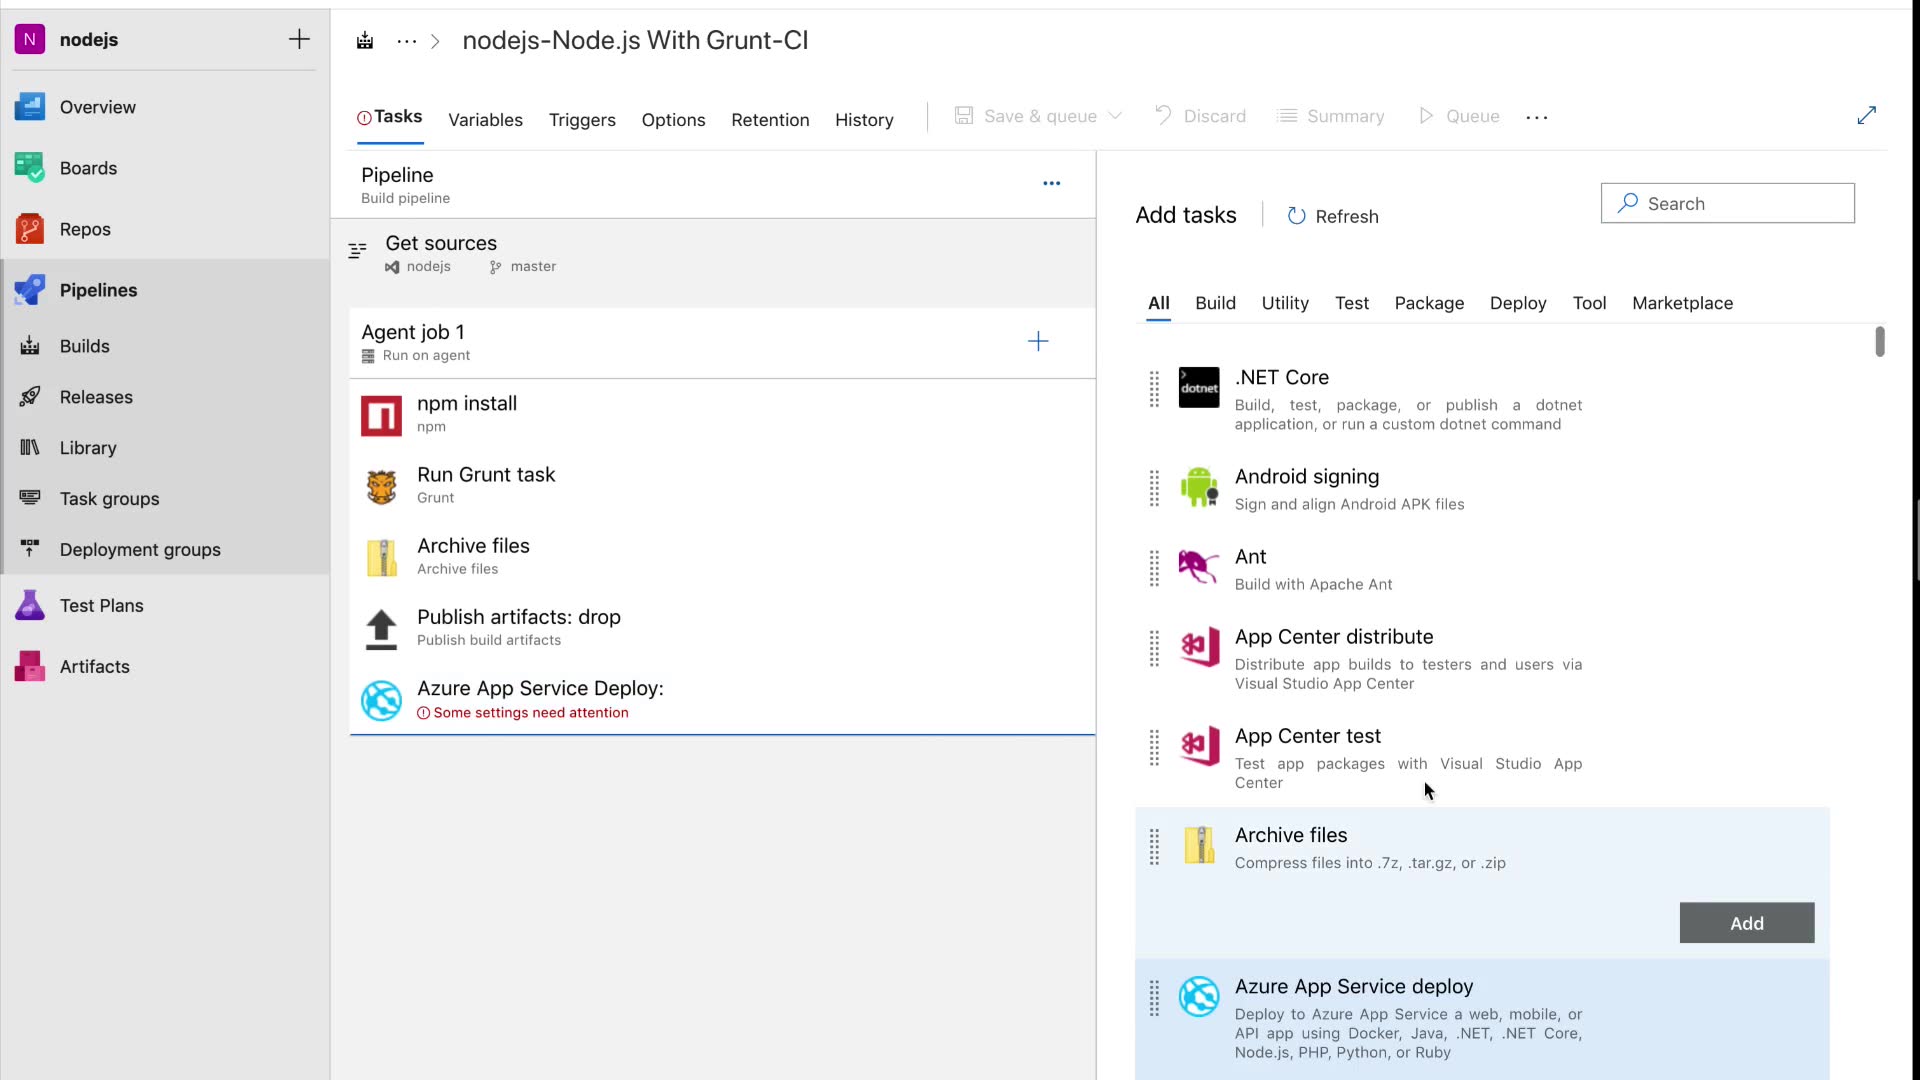 N nodejs
Overview
Boards
Repos
Pipelines
Builds
Releases
Library
Task groups
Deployment groups
Test Plans
Artifacts
... > nodejs-Node.js With Grunt-CI
Tasks Variables Triggers Options Retention History Save & queue Discard Summary Queue ...
Pipeline
Build pipeline
...
Get sources
nodejs master
Agent job 1
Run on agent
npm install
npm
Run Grunt task
Grunt
Archive files
Archive files
Publish artifacts: drop
Publish build artifacts
Azure App Service Deploy:
Some settings need attention
Add tasks Refresh Search
All Build Utility Test Package Deploy Tool Marketplace
dotnet
.NET Core
Build, test, package, or publish a dotnet
application, or run a custom dotnet command
Android signing
Sign and align Android APK files
Ant
Build with Apache Ant
App Center distribute
Distribute app builds to testers and users via
Visual Studio App Center
App Center test
Test app packages with Visual Studio App
Center
Archive files
Compress files into .7z, .tar.gz, or .zip
Add
Azure App Service deploy
Deploy to Azure App Service a web, mobile, or
API app using Docker, Java, .NET, .NET Core,
Node.js, PHP, Python, or Ruby